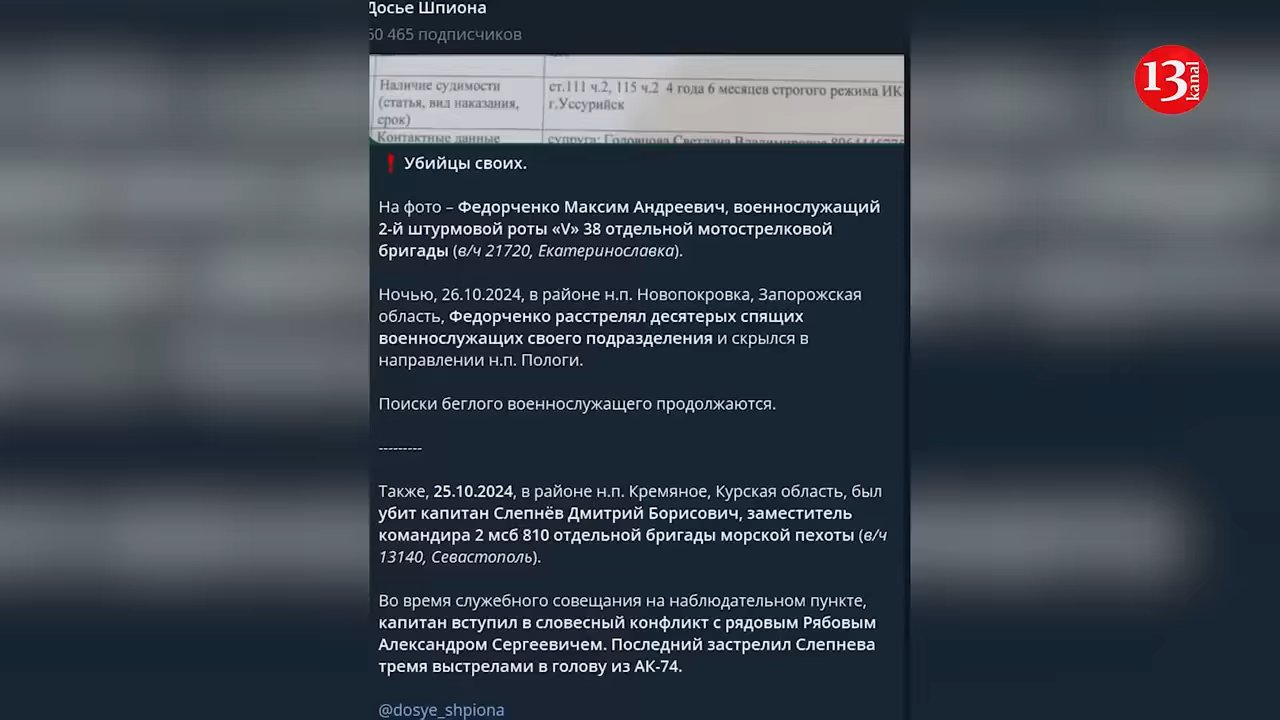 Досье Шпиона
60 465 подписчиков
13 kanal
Наличие судимости
(статья, вид наказания,
срок)
ст.111 ч.2, 115 ч.2 4 года 6 месяцев строгого режима ИК
г.Уссурийск
Контактные данные
супруга: Головцова Светлана Владимировна
❗ Убийцы своих.
На фото – Федорченко Максим Андреевич, военнослужащий
2-й штурмовой роты «V» 38 отдельной мотострелковой
бригады (в/ч 21720, Екатеринославка).
Ночью, 26.10.2024, в районе н.п. Новопокровка, Запорожская
область, Федорченко расстрелял десятерых спящих
военнослужащих своего подразделения и скрылся в
направлении н.п. Пологи.
Поиски беглого военнослужащего продолжаются.
---------
Также, 25.10.2024, в районе н.п. Кремяное, Курская область, был
убит капитан Слепнёв Дмитрий Борисович, заместитель
командира 2 мсб 810 отдельной бригады морской пехоты (в/ч
13140, Севастополь).
Во время служебного совещания на наблюдательном пункте,
капитан вступил в словесный конфликт с рядовым Рябовым
Александром Сергеевичем. Последний застрелил Слепнева
тремя выстрелами в голову из АК-74.
@dosye_shpiona